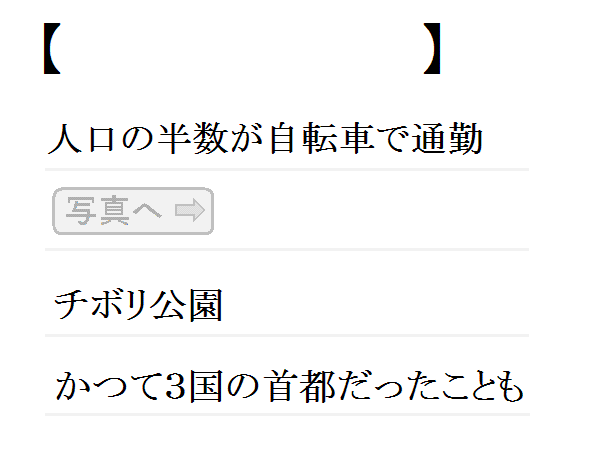 【 】
人口の半数が自転車で通勤
写真へ ⇨
チボリ公園
かつて3国の首都だったことも